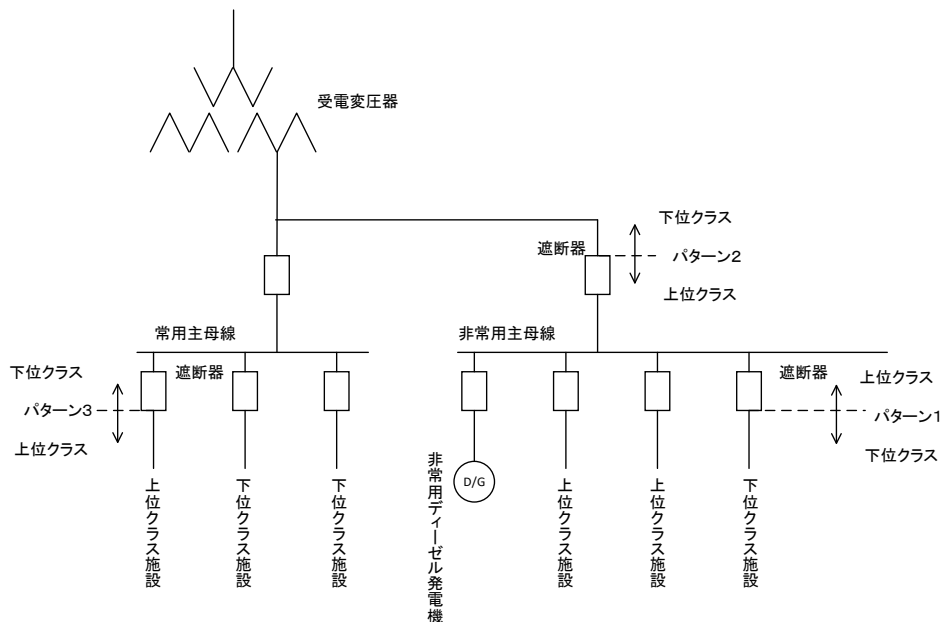 受電変圧器
下位クラス
遮断器
パターン2
上位クラス
常用主母線
非常用主母線
下位クラス
遮断器
パターン3
上位クラス
遮断器
上位クラス
パターン1
下位クラス
D/G
上位クラス施設
下位クラス施設
下位クラス施設
非常用ディーゼル発電機
上位クラス施設
上位クラス施設
下位クラス施設